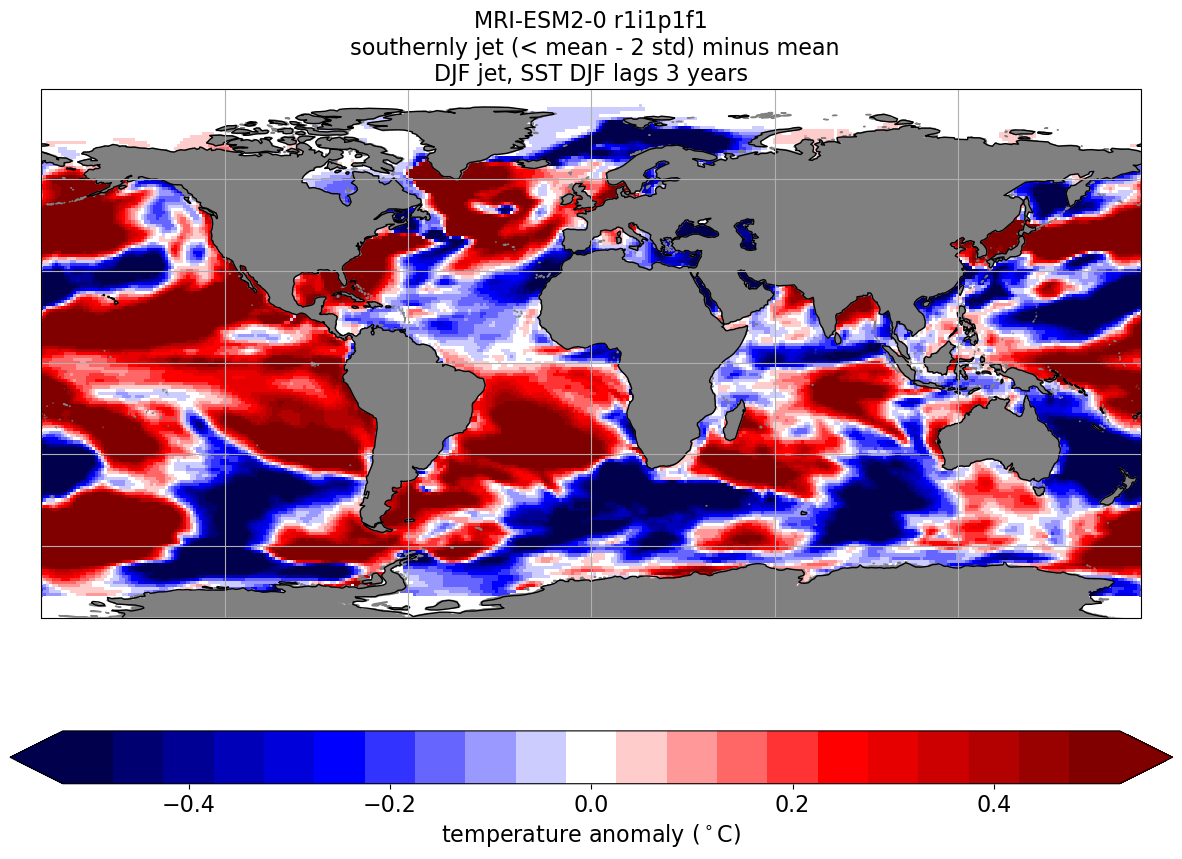 MRI-ESM2-0 r1i1p1f1
southernly jet (< mean - 2 std) minus mean
DJF jet, SST DJF lags 3 years
−0.4 −0.2 0.0 0.2 0.4
temperature anomaly (°C)